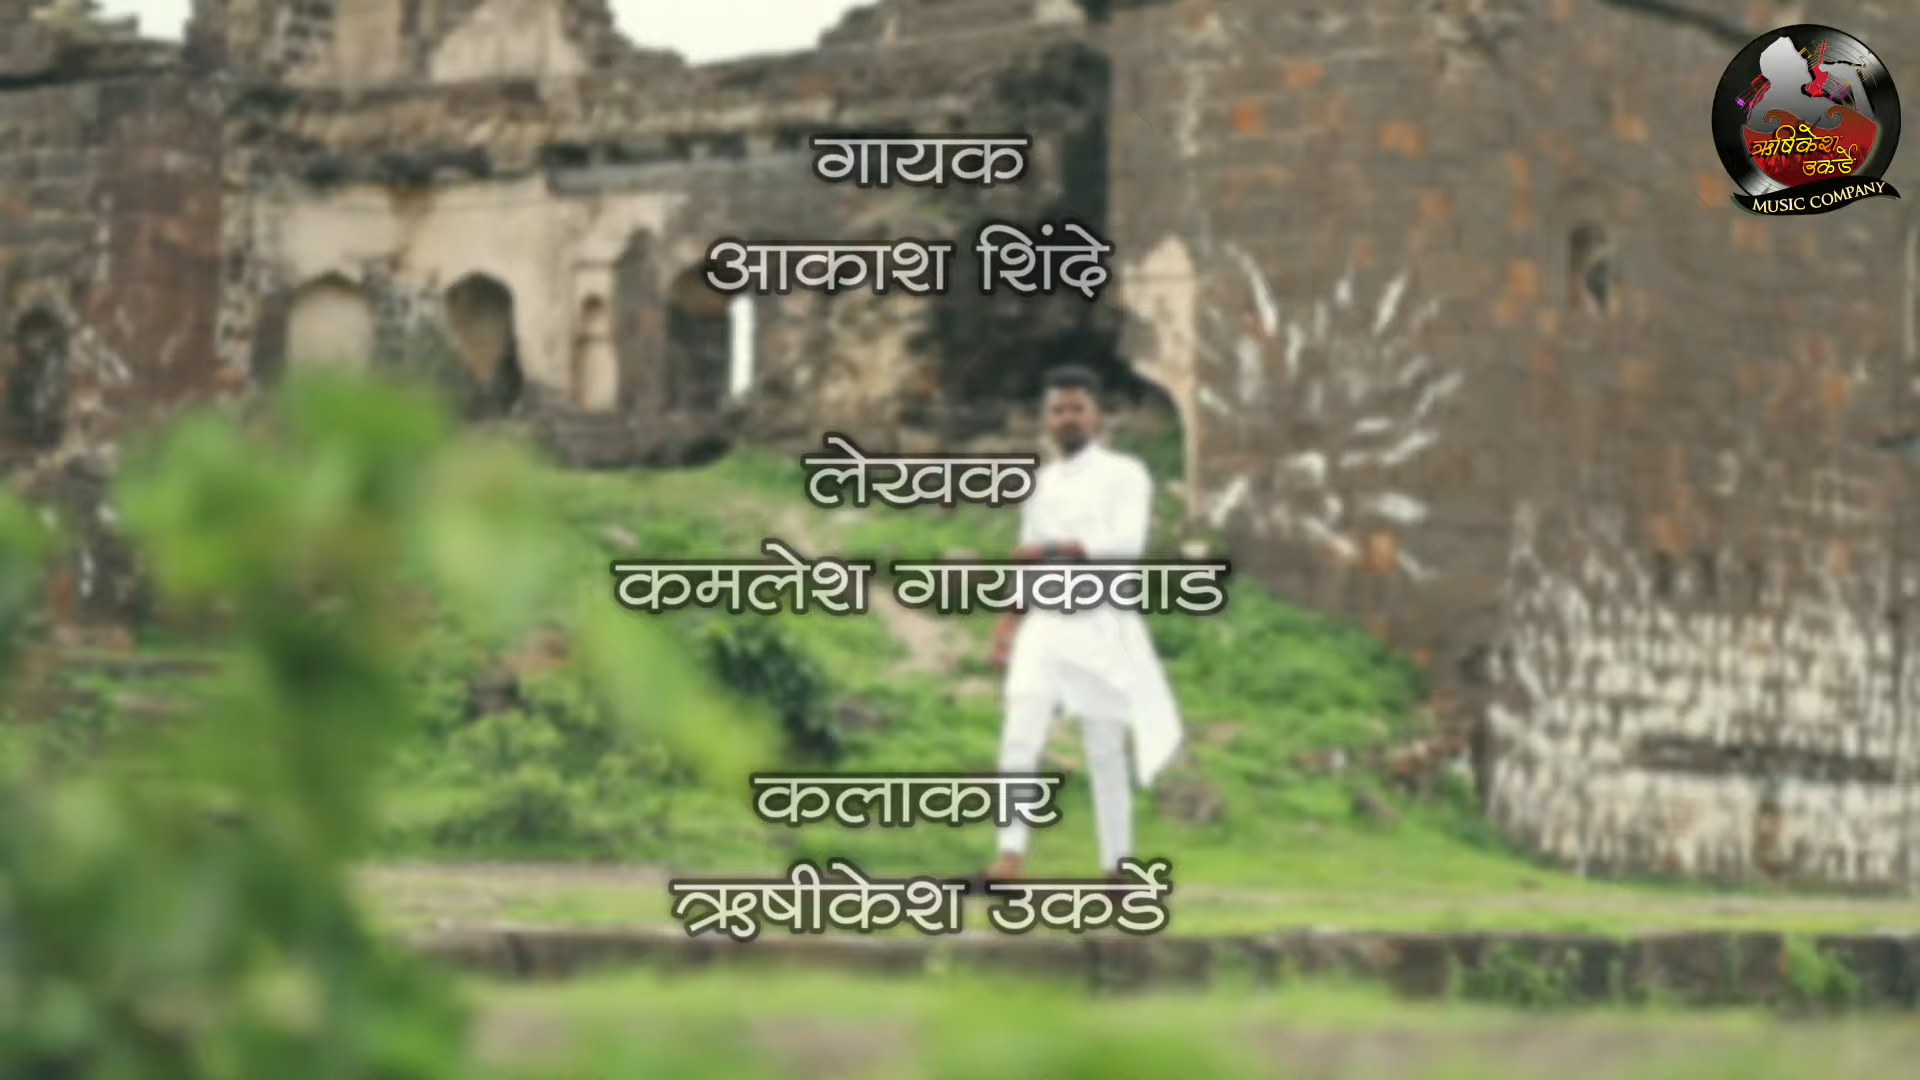 गायक
आकाश शिंदे
लेखक
कमलेश गायकवाड
कलाकार
ऋषीकेश उकर्डे
ऋषिकेश
उकर्डे
MUSIC COMPANY